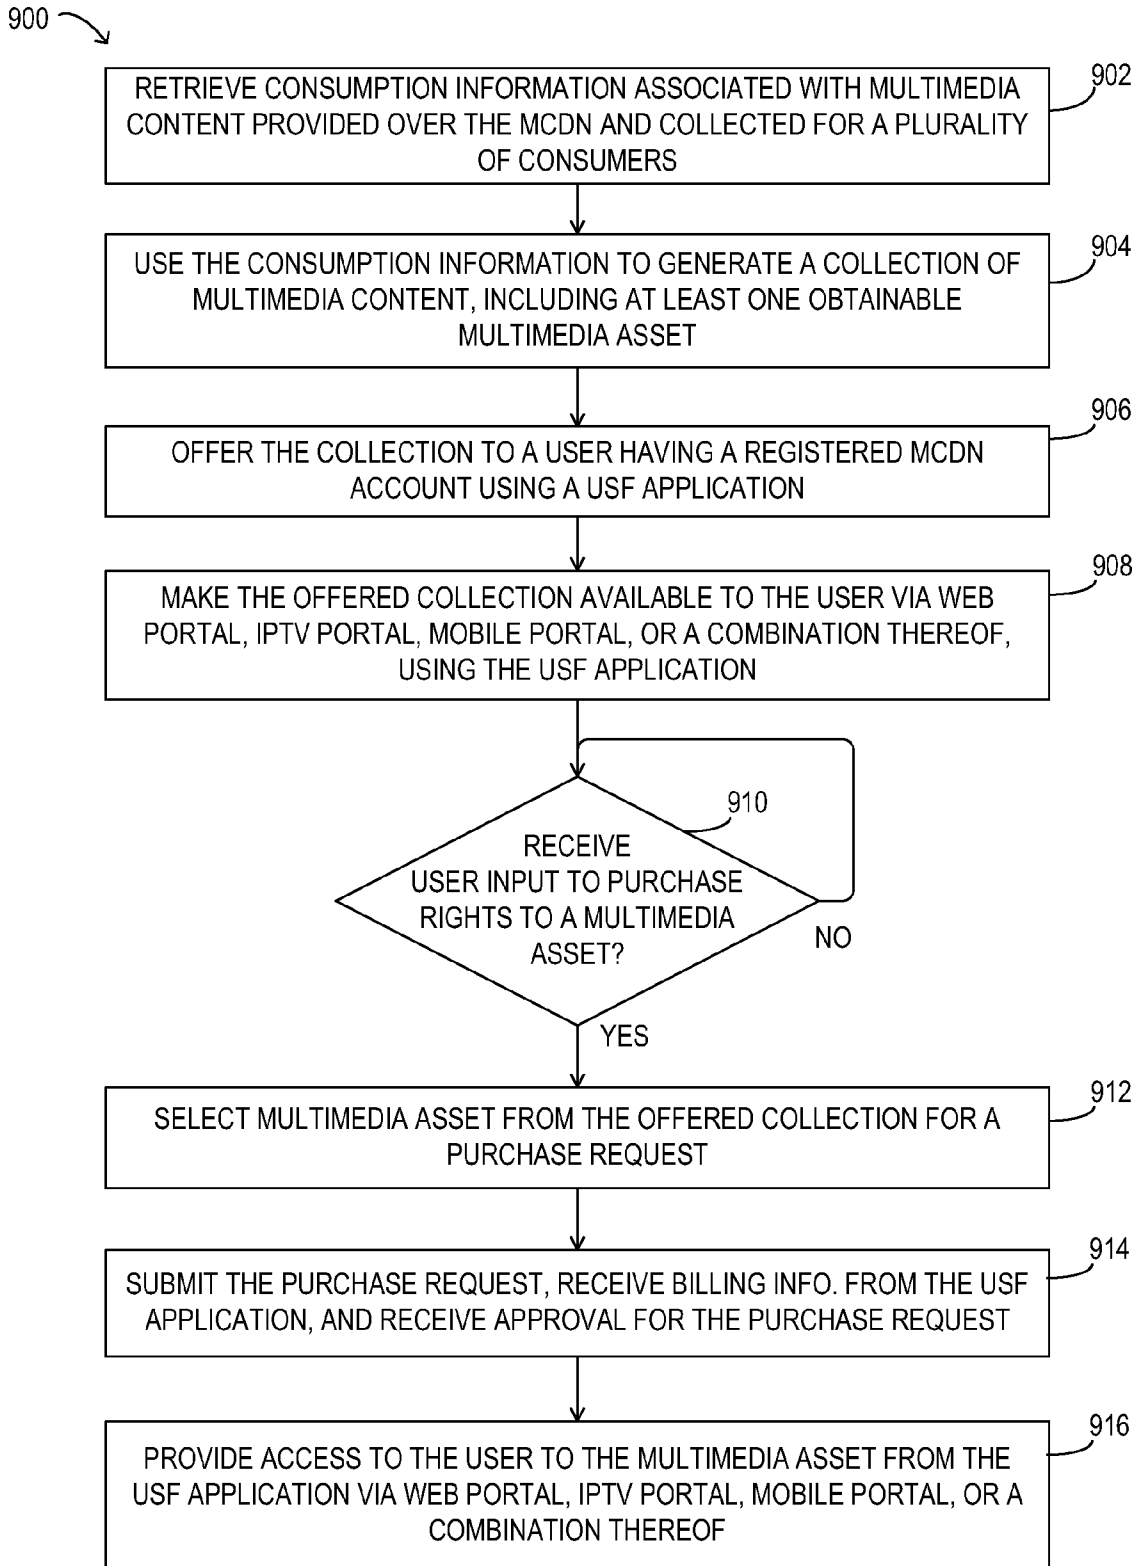 900
902
RETRIEVE CONSUMPTION INFORMATION ASSOCIATED WITH MULTIMEDIA
CONTENT PROVIDED OVER THE MCDN AND COLLECTED FOR A PLURALITY
OF CONSUMERS
904
USE THE CONSUMPTION INFORMATION TO GENERATE A COLLECTION OF
MULTIMEDIA CONTENT, INCLUDING AT LEAST ONE OBTAINABLE
MULTIMEDIA ASSET
906
OFFER THE COLLECTION TO A USER HAVING A REGISTERED MCDN
ACCOUNT USING A USF APPLICATION
908
MAKE THE OFFERED COLLECTION AVAILABLE TO THE USER VIA WEB
PORTAL, IPTV PORTAL, MOBILE PORTAL, OR A COMBINATION THEREOF,
USING THE USF APPLICATION
910
RECEIVE
USER INPUT TO PURCHASE
RIGHTS TO A MULTIMEDIA
ASSET?
NO
YES
912
SELECT MULTIMEDIA ASSET FROM THE OFFERED COLLECTION FOR A
PURCHASE REQUEST
914
SUBMIT THE PURCHASE REQUEST, RECEIVE BILLING INFO. FROM THE USF
APPLICATION, AND RECEIVE APPROVAL FOR THE PURCHASE REQUEST
916
PROVIDE ACCESS TO THE USER TO THE MULTIMEDIA ASSET FROM THE
USF APPLICATION VIA WEB PORTAL, IPTV PORTAL, MOBILE PORTAL, OR A
COMBINATION THEREOF